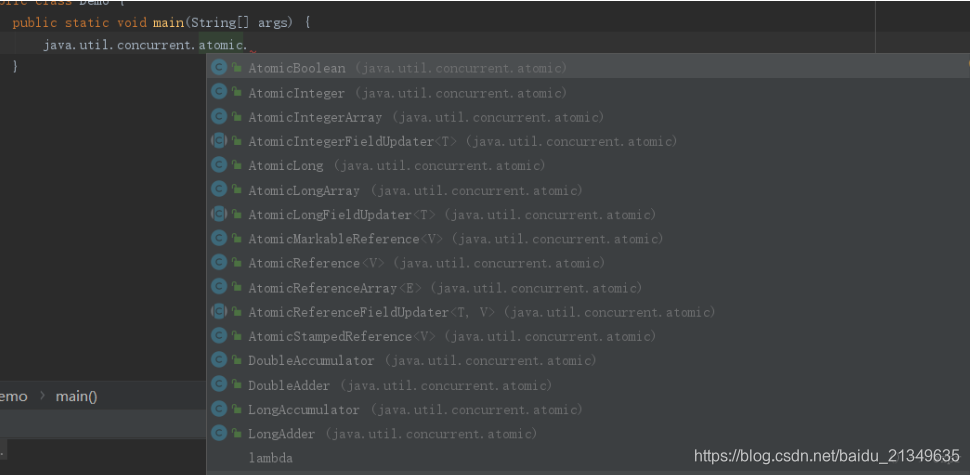 public class Demo {
public static void main(String[] args) {
java.util.concurrent.atomic.
}
AtomicBoolean (java.util.concurrent.atomic)
AtomicInteger (java.util.concurrent.atomic)
AtomicIntegerArray (java.util.concurrent.atomic)
AtomicIntegerFieldUpdater<T> (java.util.concurrent.atomic)
AtomicLong (java.util.concurrent.atomic)
AtomicLongArray (java.util.concurrent.atomic)
AtomicLongFieldUpdater<T> (java.util.concurrent.atomic)
AtomicMarkableReference<V> (java.util.concurrent.atomic)
AtomicReference<V> (java.util.concurrent.atomic)
AtomicReferenceArray<E> (java.util.concurrent.atomic)
AtomicReferenceFieldUpdater<T, V> (java.util.concurrent.atomic)
AtomicStampedReference<V> (java.util.concurrent.atomic)
DoubleAccumulator (java.util.concurrent.atomic)
DoubleAdder (java.util.concurrent.atomic)
LongAccumulator (java.util.concurrent.atomic)
LongAdder (java.util.concurrent.atomic)
lambda
emo > main()
https://blog.csdn.net/baidu_21349635